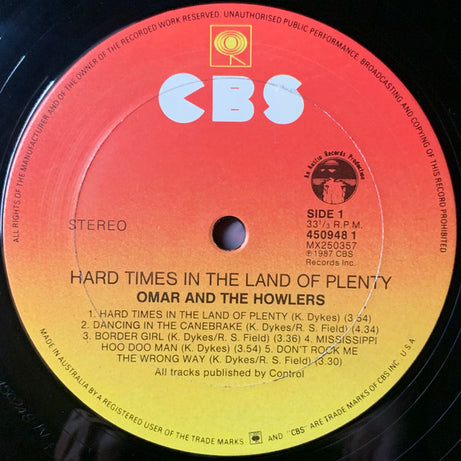 ALL RIGHTS OF THE MANUFACTURER AND OF THE OWNER OF THE RECORDED WORK RESERVED. UNAUTHORISED PUBLIC PERFORMANCE, BROADCASTING AND COPYING OF THIS RECORD PROHIBITED
CBS
An Austin Records Production
STEREO
SIDE 1
33⅓ R.P.M.
450948 1
MX250357
℗ 1987 CBS
Records Inc.
HARD TIMES IN THE LAND OF PLENTY
OMAR AND THE HOWLERS
1. HARD TIMES IN THE LAND OF PLENTY (K. Dykes) (3.54)
2. DANCING IN THE CANEBRAKE (K. Dykes/R. S. Field) (4.34)
3. BORDER GIRL (K. Dykes/R. S. Field) (3.36) 4. MISSISSIPPI
HOO DOO MAN (K. Dykes) (3.54) 5. DON'T ROCK ME
THE WRONG WAY (K. Dykes/R. S. Field) (3.30)
All tracks published by Control
MADE IN AUSTRALIA BY A REGISTERED USER OF THE TRADE MARKS AND "CBS" ARE TRADE MARKS OF CBS INC. U.S.A